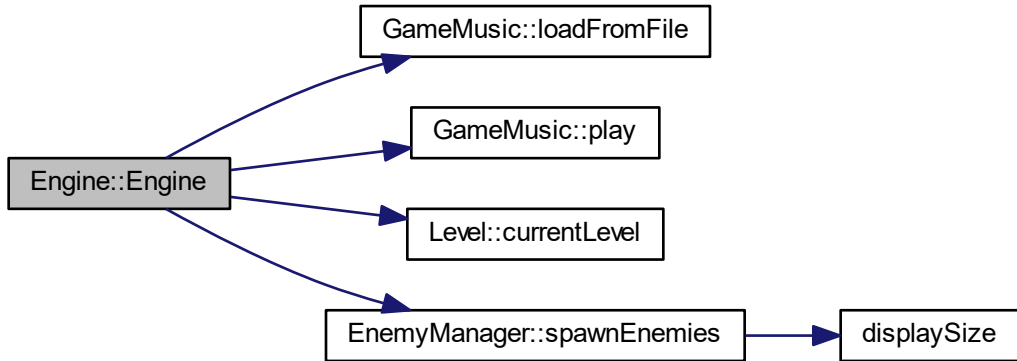 GameMusic::loadFromFile
GameMusic::play
Engine::Engine
Level::currentLevel
EnemyManager::spawnEnemies
displaySize